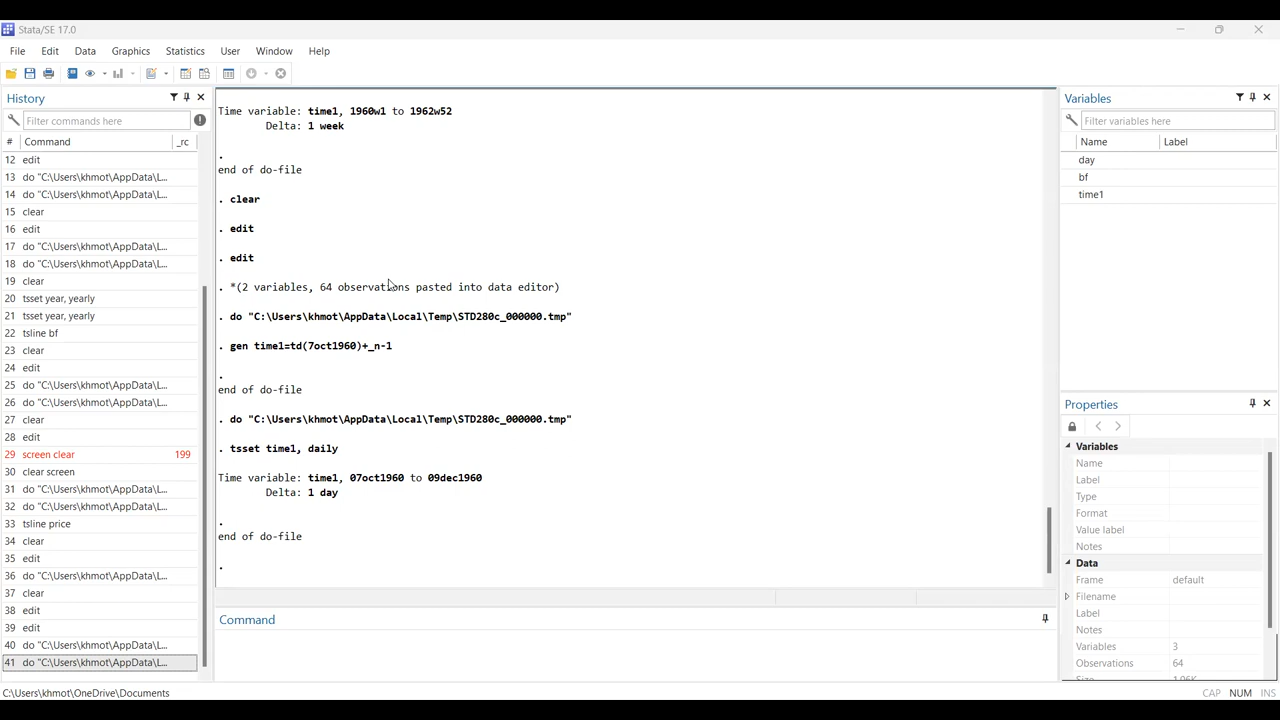 Stata/SE 17.0
File Edit Data Graphics Statistics User Window Help
History
Filter commands here
# Command _rc
12 edit
13 do "C:\Users\khmot\AppData\L...
14 do "C:\Users\khmot\AppData\L...
15 clear
16 edit
17 do "C:\Users\khmot\AppData\L...
18 do "C:\Users\khmot\AppData\L...
19 clear
20 tsset year, yearly
21 tsset year, yearly
22 tsline bf
23 clear
24 edit
25 do "C:\Users\khmot\AppData\L...
26 do "C:\Users\khmot\AppData\L...
27 clear
28 edit
29 screen clear 199
30 clear screen
31 do "C:\Users\khmot\AppData\L...
32 do "C:\Users\khmot\AppData\L...
33 tsline price
34 clear
35 edit
36 do "C:\Users\khmot\AppData\L...
37 clear
38 edit
39 edit
40 do "C:\Users\khmot\AppData\L...
41 do "C:\Users\khmot\AppData\L...
Time variable: time1, 1960w1 to 1962w52
Delta: 1 week
.
end of do-file
. clear
. edit
. edit
. *(2 variables, 64 observations pasted into data editor)
. do "C:\Users\khmot\AppData\Local\Temp\STD280c_000000.tmp"
. gen time1=td(7oct1960)+_n-1
.
end of do-file
. do "C:\Users\khmot\AppData\Local\Temp\STD280c_000000.tmp"
. tsset time1, daily
Time variable: time1, 07oct1960 to 09dec1960
Delta: 1 day
.
end of do-file
.
Command
Variables
Filter variables here
Name Label
day
bf
time1
Properties
Variables
Name
Label
Type
Format
Value label
Notes
Data
Frame default
Filename
Label
Notes
Variables 3
Observations 64
Size 1.06K
C:\Users\khmot\OneDrive\Documents
CAP NUM INS